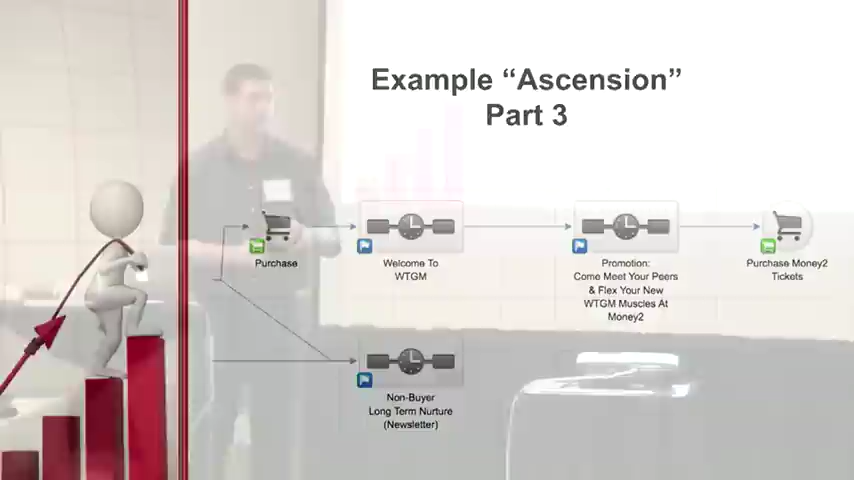 Example “Ascension”
Part 3
Purchase
Welcome To
WTGM
Promotion:
Come Meet Your Peers
& Flex Your New
WTGM Muscles At
Money2
Purchase Money2
Tickets
Non-Buyer
Long Term Nurture
(Newsletter)